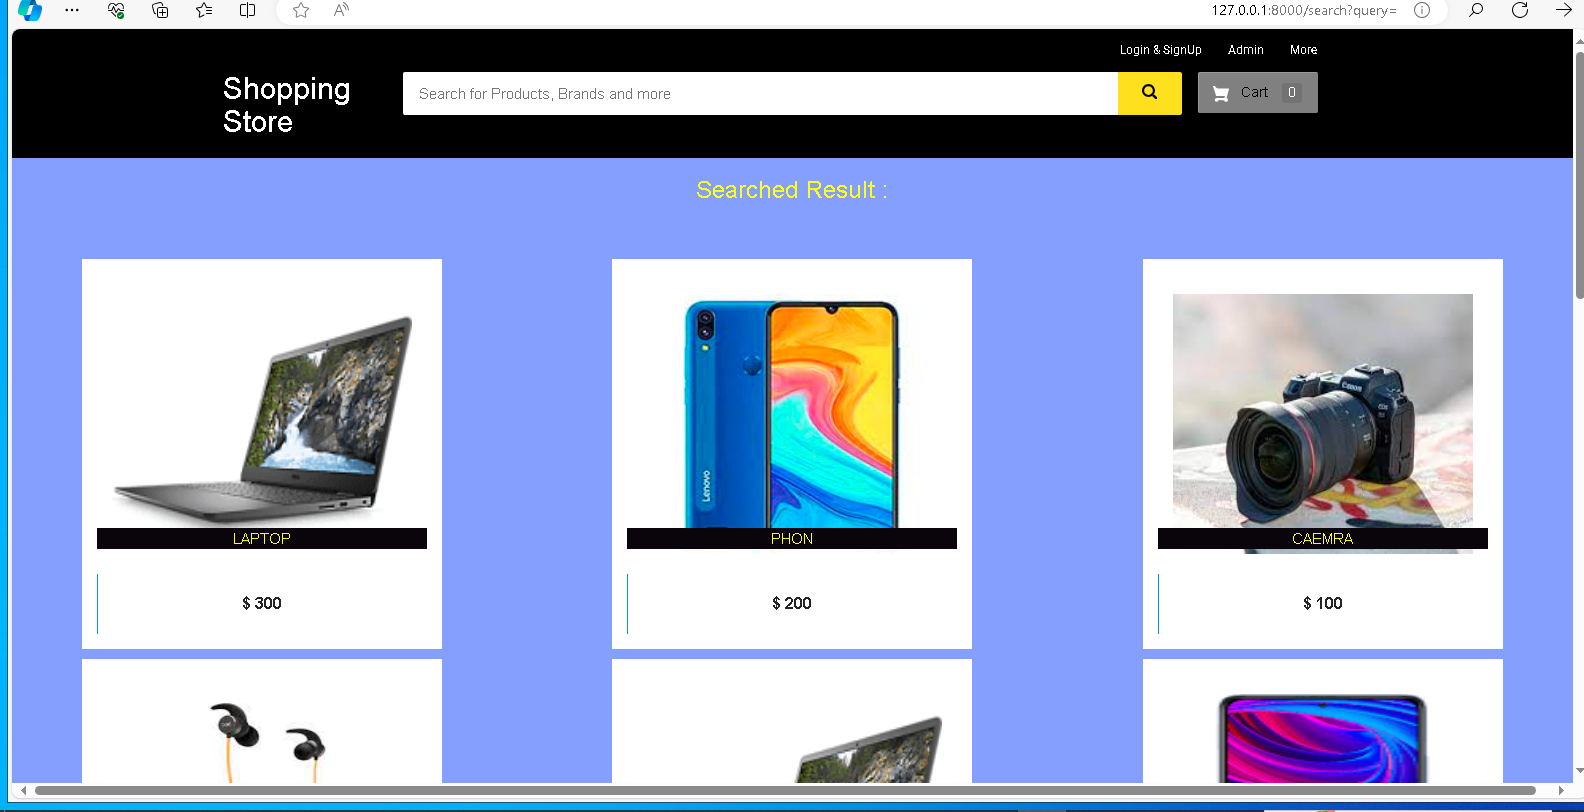 127.0.0.1:8000/search?query=
Login & SignUp Admin More
Shopping
Store
Search for Products, Brands and more
Cart 0
Searched Result :
Lenovo
Canon
LAPTOP
PHON
CAEMRA
$ 300
$ 200
$ 100